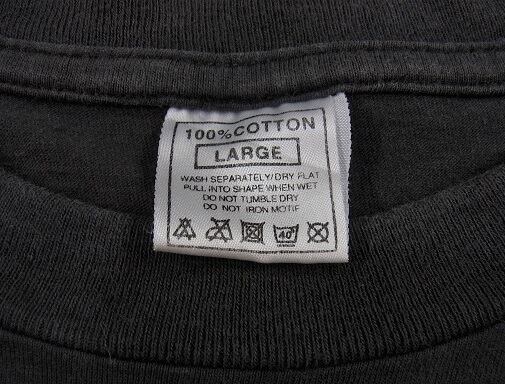 100% COTTON
LARGE
WASH SEPARATELY/DRY FLAT
PULL INTO SHAPE WHEN WET
DO NOT TUMBLE DRY
DO NOT IRON MOTIF
40°